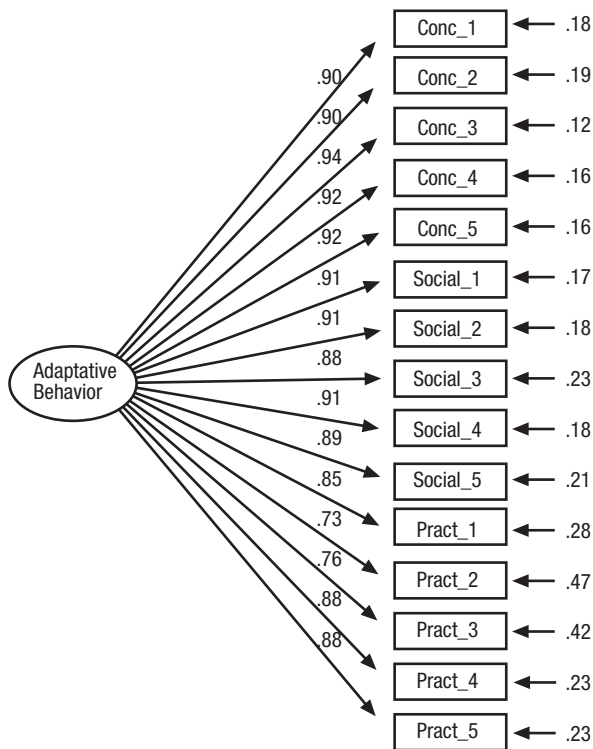 Conc_1 .18
.90
Conc_2 .19
.90
Conc_3 .12
.94
Conc_4 .16
.92
Conc_5 .16
.92
Social_1 .17
.91
Social_2 .18
.91
Adaptative
Behavior
Social_3 .23
.88
Social_4 .18
.91
Social_5 .21
.89
Pract_1 .28
.85
Pract_2 .47
.73
Pract_3 .42
.76
Pract_4 .23
.88
Pract_5 .23
.88